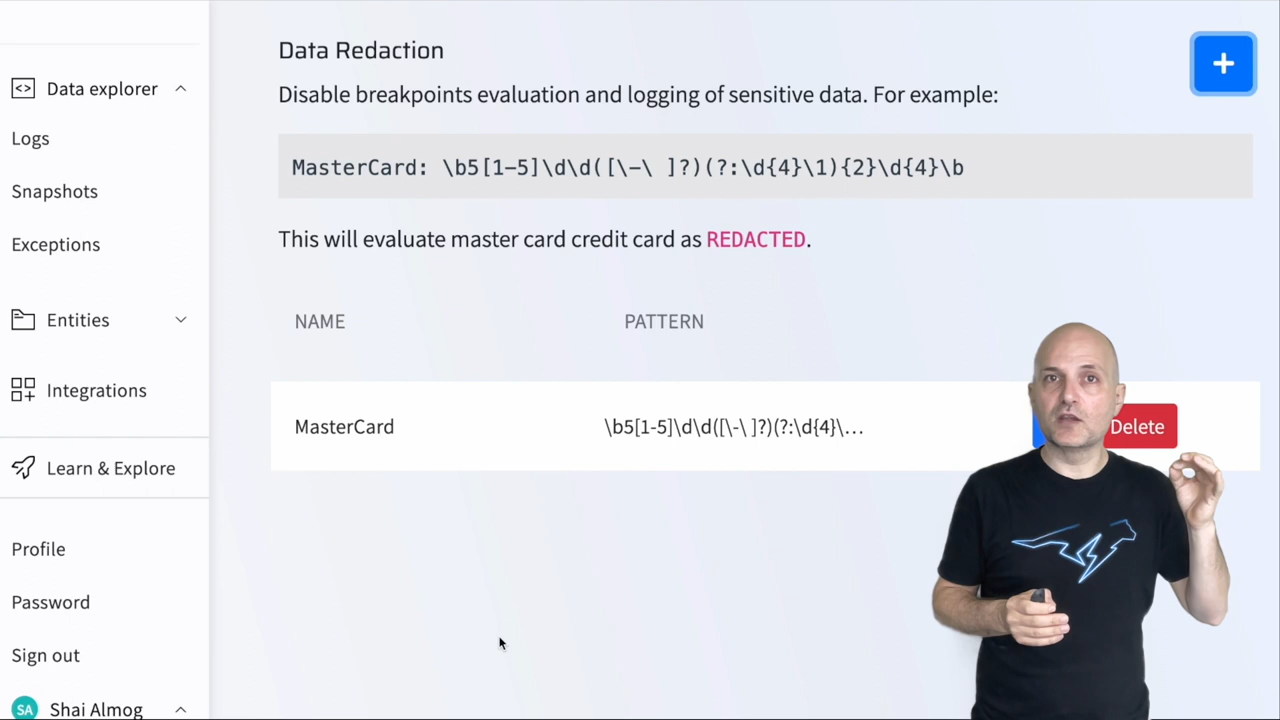 Data explorer
Logs
Snapshots
Exceptions
Entities
Integrations
Learn & Explore
Profile
Password
Sign out
SA Shai Almog
Data Redaction
Disable breakpoints evaluation and logging of sensitive data. For example:
MasterCard: \b5[1-5]\d\d([\-\ ]?)(?:\d{4}\1){2}\d{4}\b
This will evaluate master card credit card as REDACTED.
NAME PATTERN
MasterCard \b5[1-5]\d\d([\-\ ]?)(?:\d{4}\... Delete